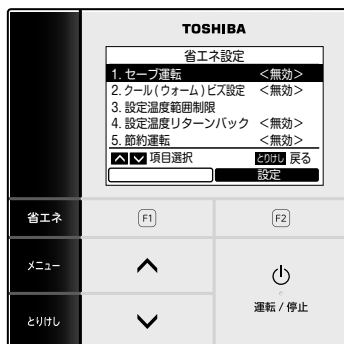 TOSHIBA
省エネ設定
1. セーブ運転 <無効>
2. クール(ウォーム)ビズ設定 <無効>
3. 設定温度範囲制限
4. 設定温度リターンバック <無効>
5. 節約運転 <無効>
∧ ∨ 項目選択 とりけし 戻る
設定
省エネ F1 F2
メニュー
運転 / 停止
とりけし